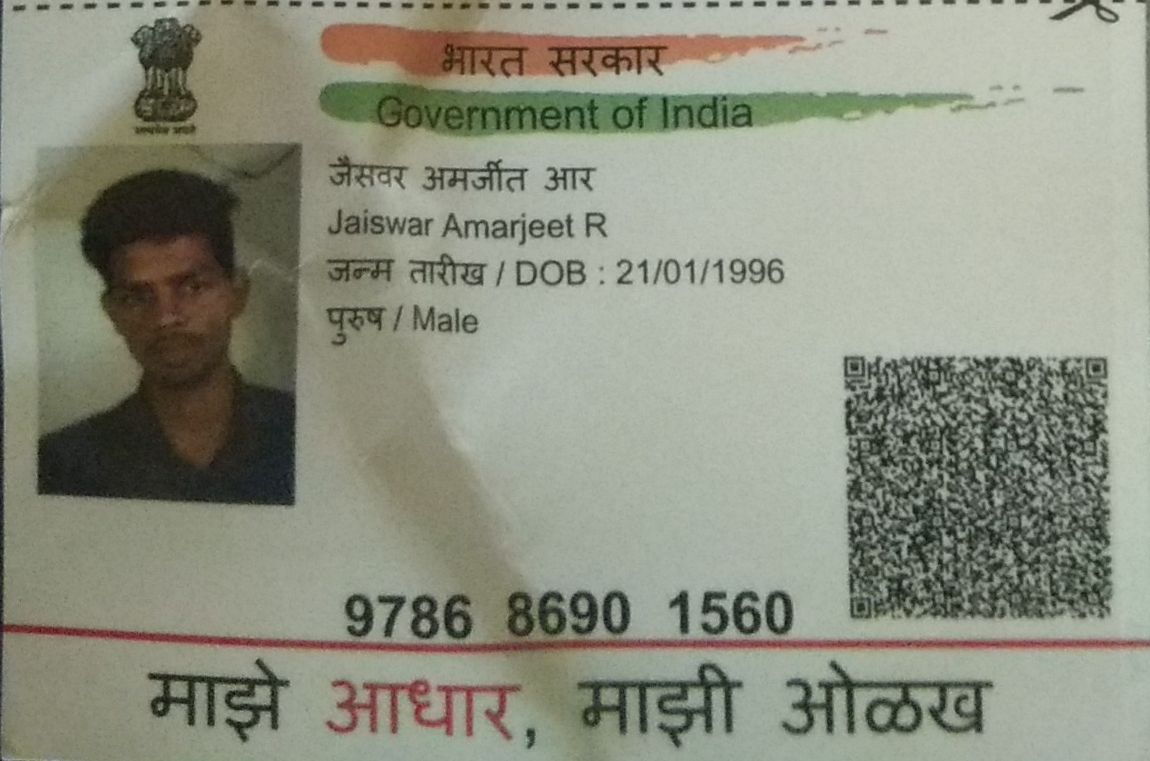 भारत सरकार
Government of India
सत्यमेव जयते
जैसवर अमर्जीत आर
Jaiswar Amarjeet R
जन्म तारीख / DOB : 21/01/1996
पुरुष / Male
9786 8690 1560
माझे आधार, माझी ओळख